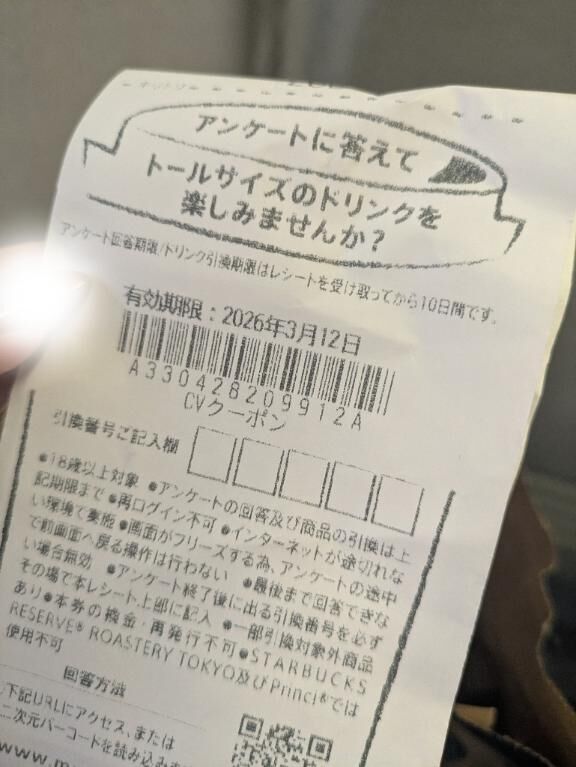 アンケートに答えて
トールサイズのドリンクを
楽しみませんか？
アンケート回答期限/ドリンク引換期限はレシートを受け取ってから10日間です。
有効期限：2026年3月12日
A3304282099912A
CVクーポン
引換番号ご記入欄
●18歳以上対象 ●アンケートの回答及び商品の引換は上
記期限まで ●再ログイン不可 ●インターネットが途切れな
い環境で実施 ●画面がフリーズする為、アンケートの途中
で前画面へ戻る操作は行わない ●最後まで回答できな
い場合無効 ●アンケート終了後に出る引換番号を必ず
その場で本レシート上部に記入 ●一部引換対象外商品
あり ●本券の換金・再発行不可 ●STARBUCKS
RESERVE® ROASTERY TOKYO及びPrinci®では
使用不可
回答方法
下記URLにアクセス、または
二次元バーコードを読み込みま
www.m